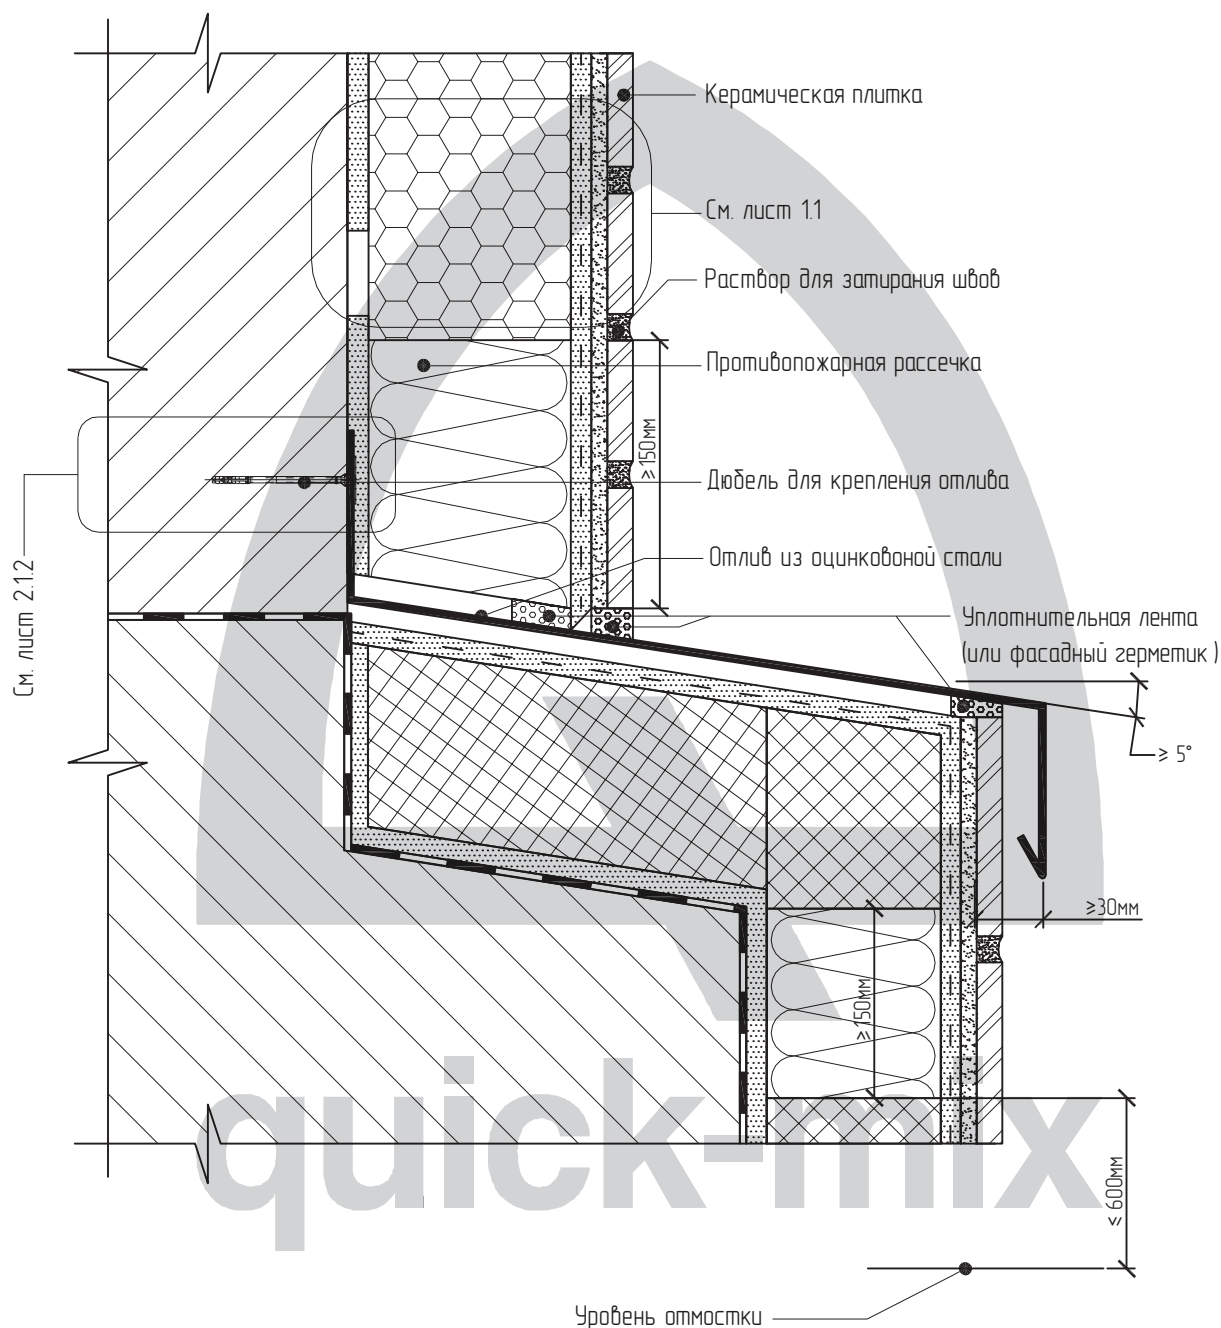 Керамическая плитка
См. лист 1.1
Раствор для затирания швов
Противопожарная рассечка
≥150мм
Дюбель для крепления отлива
Отлив из оцинковоной стали
См. лист 2.1.2
Уплотнительная лента
(или фасадный герметик)
≥ 5°
≥30мм
≥150мм
quick-mix
≤ 600мм
Уровень отмостки